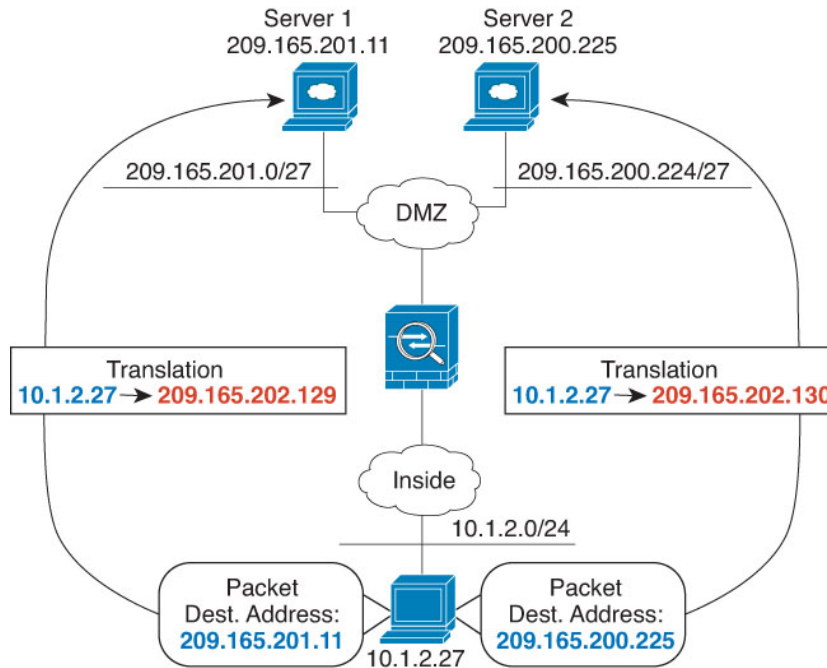 Server 1
209.165.201.11
Server 2
209.165.200.225
209.165.201.0/27
209.165.200.224/27
DMZ
Translation
10.1.2.27 → 209.165.202.129
Translation
10.1.2.27 → 209.165.202.130
Inside
10.1.2.0/24
Packet
Dest. Address:
209.165.201.11
Packet
Dest. Address:
209.165.200.225
10.1.2.27